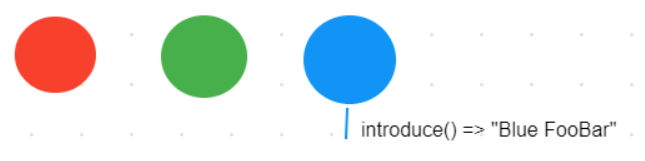 introduce() => "Blue FooBar"